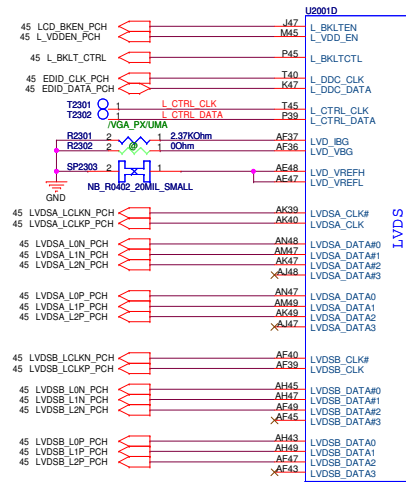 U2001D
45 LCD_BKEN_PCH J47 L_BKLTEN
45 L_VDDEN_PCH M45 L_VDD_EN
45 L_BKLT_CTRL P45 L_BKLTCTL
45 EDID_CLK_PCH T40 L_DDC_CLK
45 EDID_DATA_PCH K47 L_DDC_DATA
T2301 1 L_CTRL_CLK T45 L_CTRL_CLK
T2302 1 L_CTRL_DATA P39 L_CTRL_DATA
/VGA_PX/UMA
R2301 2 1 2.37KOhm AF37 LVD_IBG
R2302 2 @ 1 0Ohm AF36 LVD_VBG
SP2303 2 1 AE48 LVD_VREFH
AE47 LVD_VREFL
NB_R0402_20MIL_SMALL
GND
LVDS
45 LVDSA_LCLKN_PCH AK39 LVDSA_CLK#
45 LVDSA_LCLKP_PCH AK40 LVDSA_CLK
45 LVDSA_L0N_PCH AN48 LVDSA_DATA#0
45 LVDSA_L1N_PCH AM47 LVDSA_DATA#1
45 LVDSA_L2N_PCH AK47 LVDSA_DATA#2
AJ48 LVDSA_DATA#3
45 LVDSA_L0P_PCH AN47 LVDSA_DATA0
45 LVDSA_L1P_PCH AM49 LVDSA_DATA1
45 LVDSA_L2P_PCH AK49 LVDSA_DATA2
AJ47 LVDSA_DATA3
45 LVDSB_LCLKN_PCH AF40 LVDSB_CLK#
45 LVDSB_LCLKP_PCH AF39 LVDSB_CLK
45 LVDSB_L0N_PCH AH45 LVDSB_DATA#0
45 LVDSB_L1N_PCH AH47 LVDSB_DATA#1
45 LVDSB_L2N_PCH AF49 LVDSB_DATA#2
AF45 LVDSB_DATA#3
45 LVDSB_L0P_PCH AH43 LVDSB_DATA0
45 LVDSB_L1P_PCH AH49 LVDSB_DATA1
45 LVDSB_L2P_PCH AF47 LVDSB_DATA2
AF43 LVDSB_DATA3